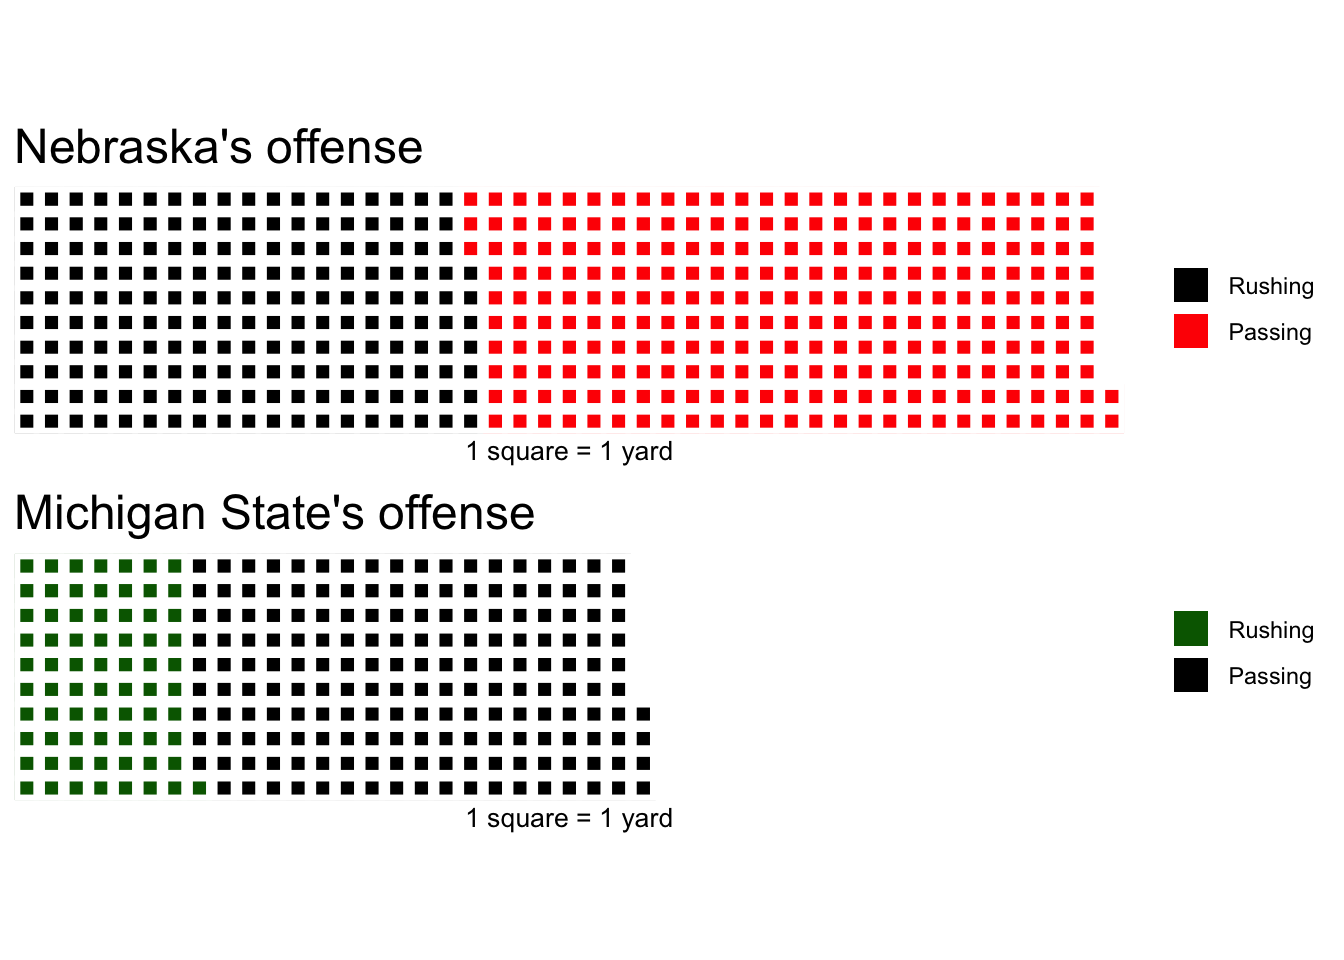 Nebraska's offense
Rushing
Passing
1 square = 1 yard
Michigan State's offense
Rushing
Passing
1 square = 1 yard